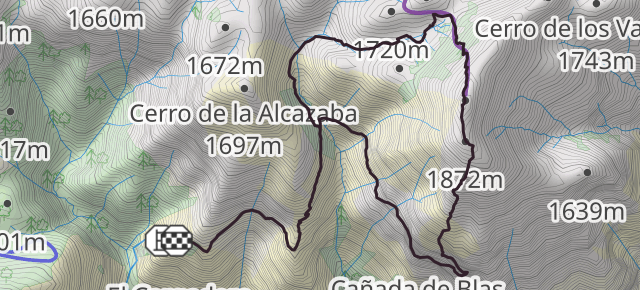 1660m
1m
1672m
1720m
Cerro de los Va
1743m
Cerro de la Alcazaba
1697m
17m
1872m
1639m
01m
Cañada de Blas